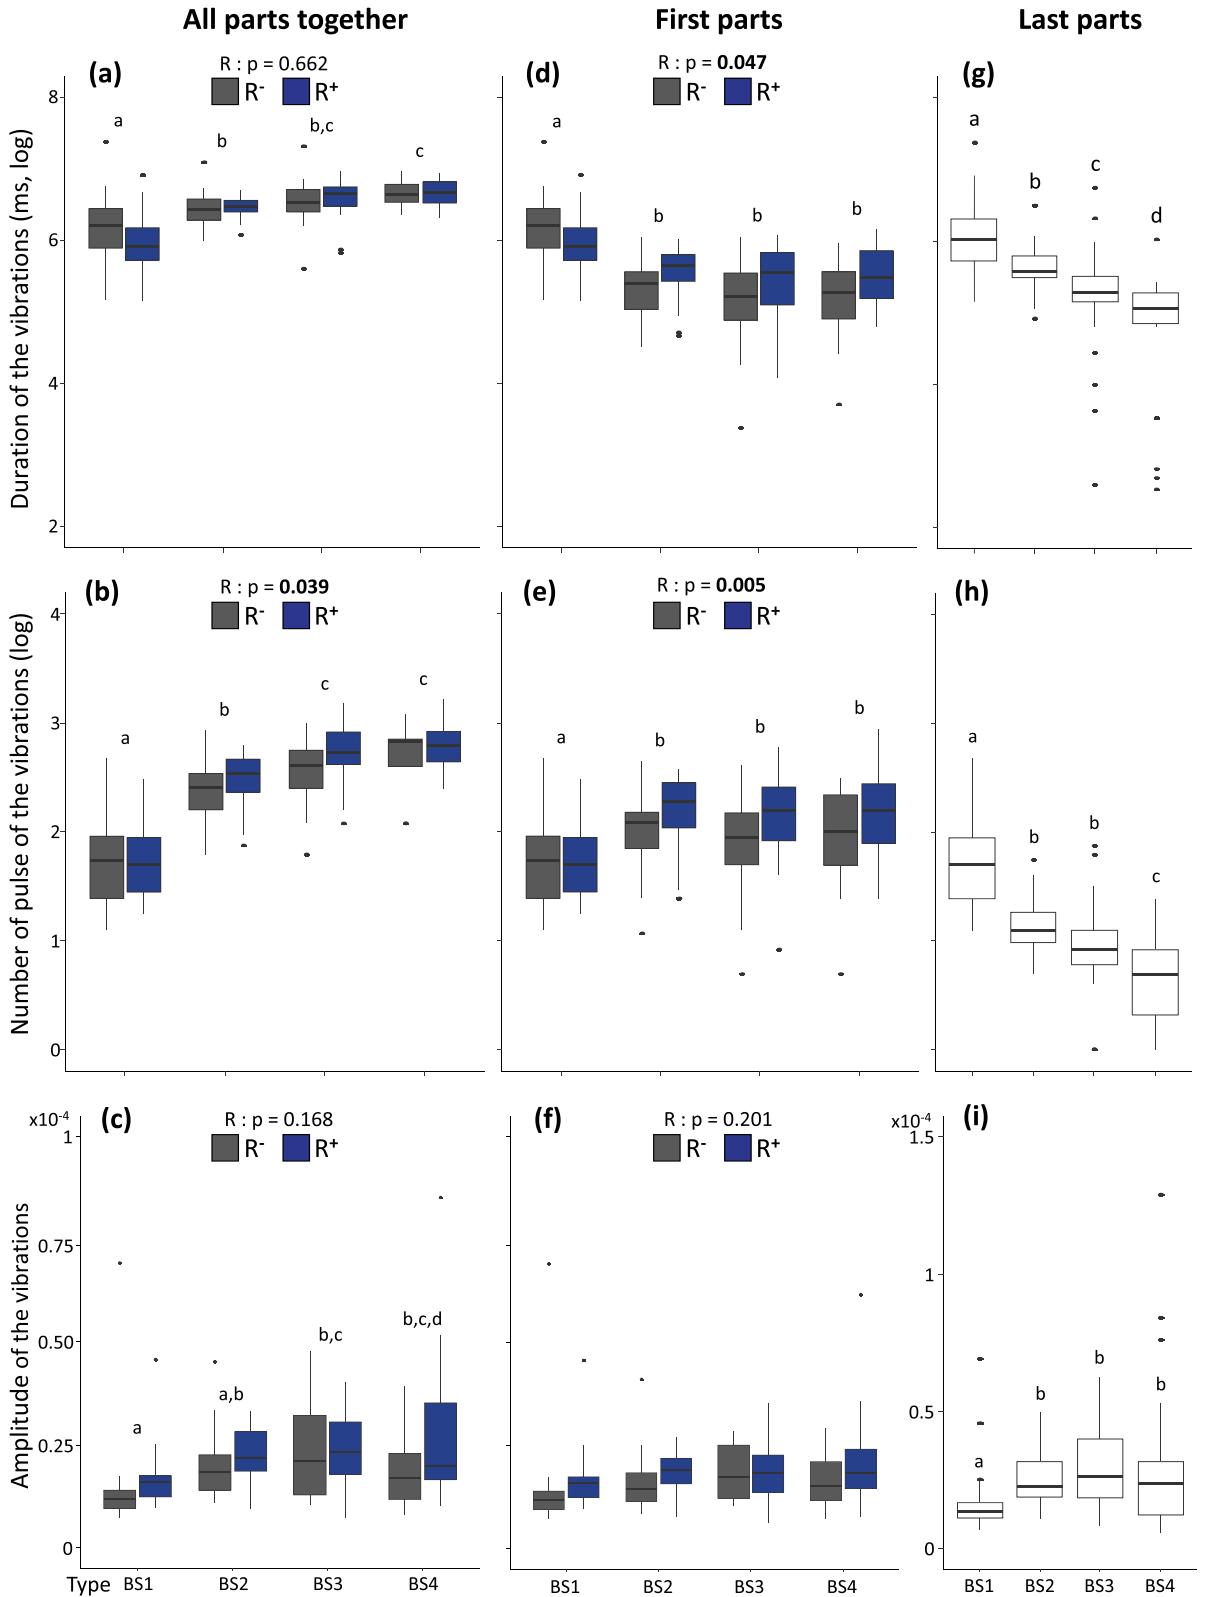 All parts together
First parts
Last parts
(a)
R : p = 0.662
R- R+
(d)
R : p = 0.047
R- R+
(g)
Duration of the vibrations (ms, log)
8
6
4
2
a
b
b,c
c
a
b
b
b
a
b
c
d
(b)
R : p = 0.039
R- R+
(e)
R : p = 0.005
R- R+
(h)
Number of pulse of the vibrations (log)
4
3
2
1
0
a
b
c
c
a
b
b
b
a
b
b
c
(c)
R : p = 0.168
R- R+
(f)
R : p = 0.201
R- R+
(i)
Amplitude of the vibrations
x10-4
1
0.75
0.50
0.25
0
a
a,b
b,c
b,c,d
x10-4
1.5
1
0.5
0
a
b
b
b
Type BS1 BS2 BS3 BS4
BS1 BS2 BS3 BS4
BS1 BS2 BS3 BS4